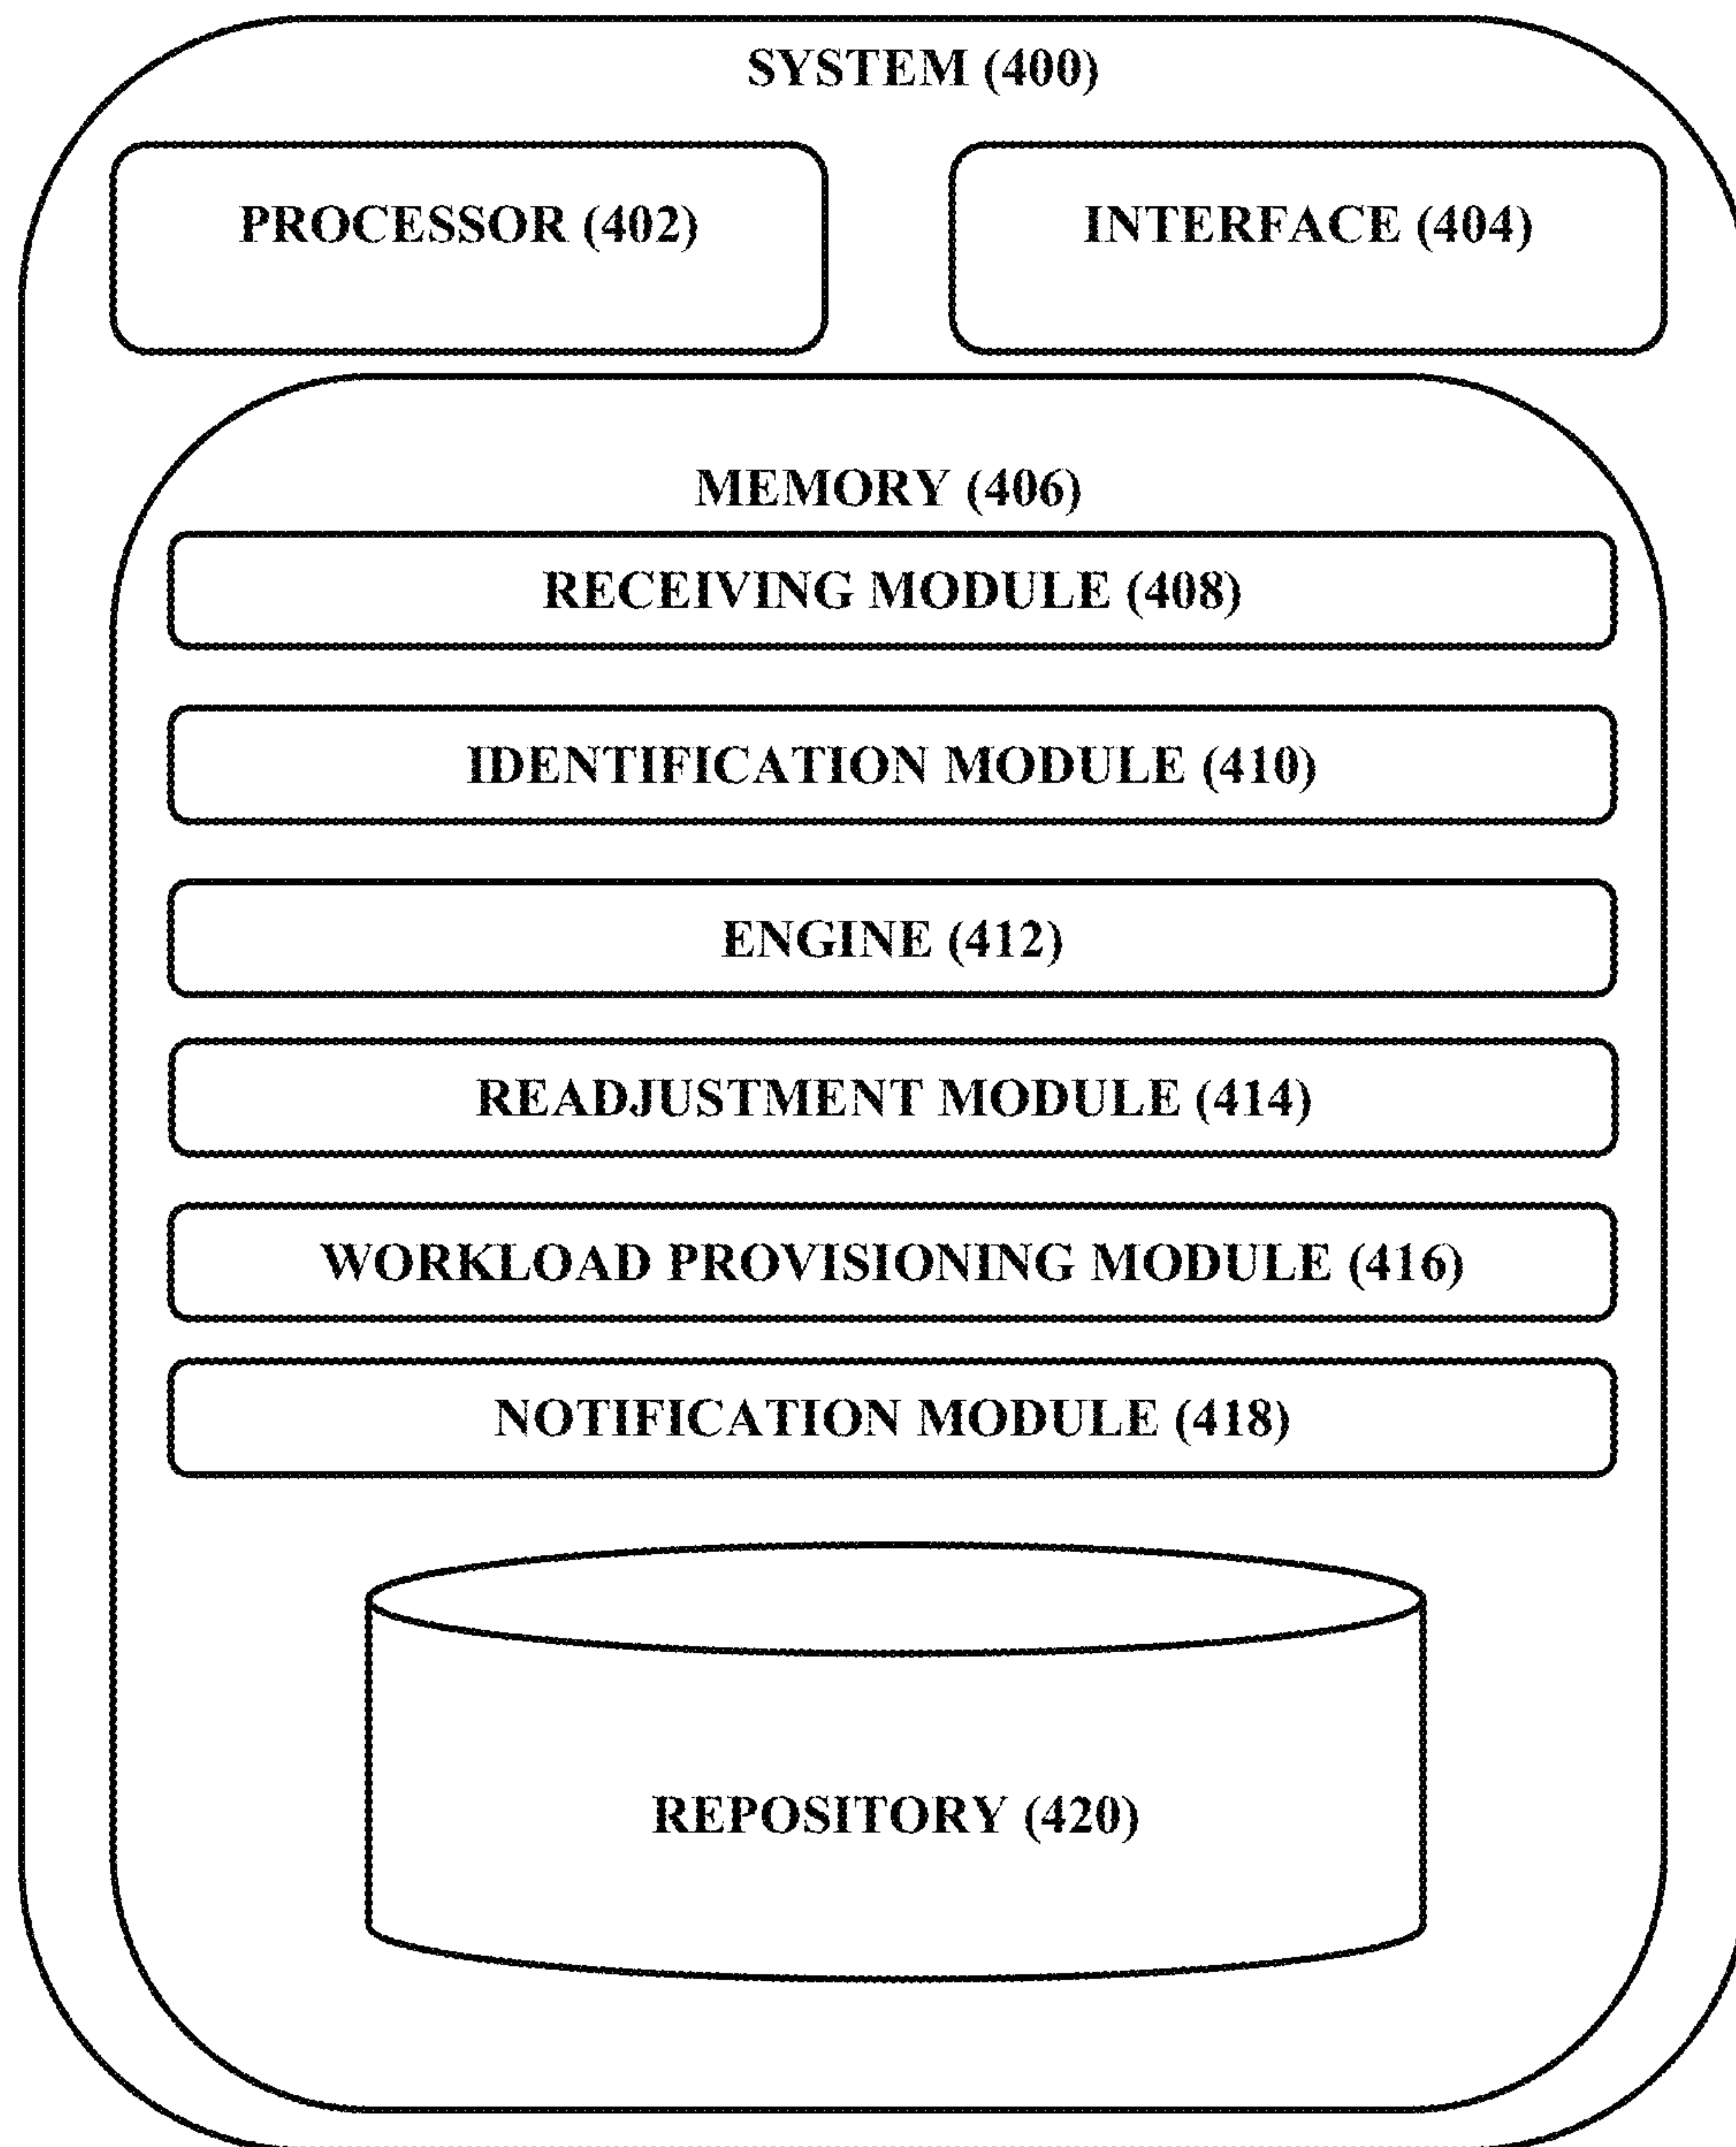 SYSTEM (400)
PROCESSOR (402)
INTERFACE (404)
MEMORY (406)
RECEIVING MODULE (408)
IDENTIFICATION MODULE (410)
ENGINE (412)
READJUSTMENT MODULE (414)
WORKLOAD PROVISIONING MODULE (416)
NOTIFICATION MODULE (418)
REPOSITORY (420)